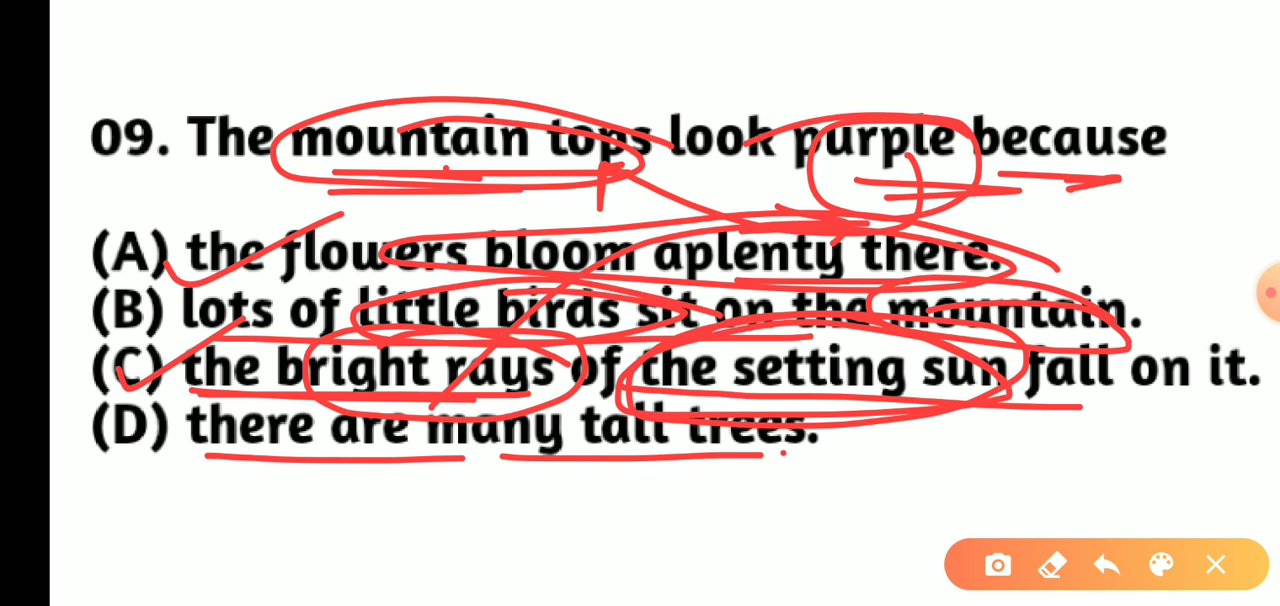 09. The mountain tops look purple because
(A) the flowers bloom aplenty there.
(B) lots of little birds sit on the mountain.
(C) the bright rays of the setting sun fall on it.
(D) there are many tall trees.